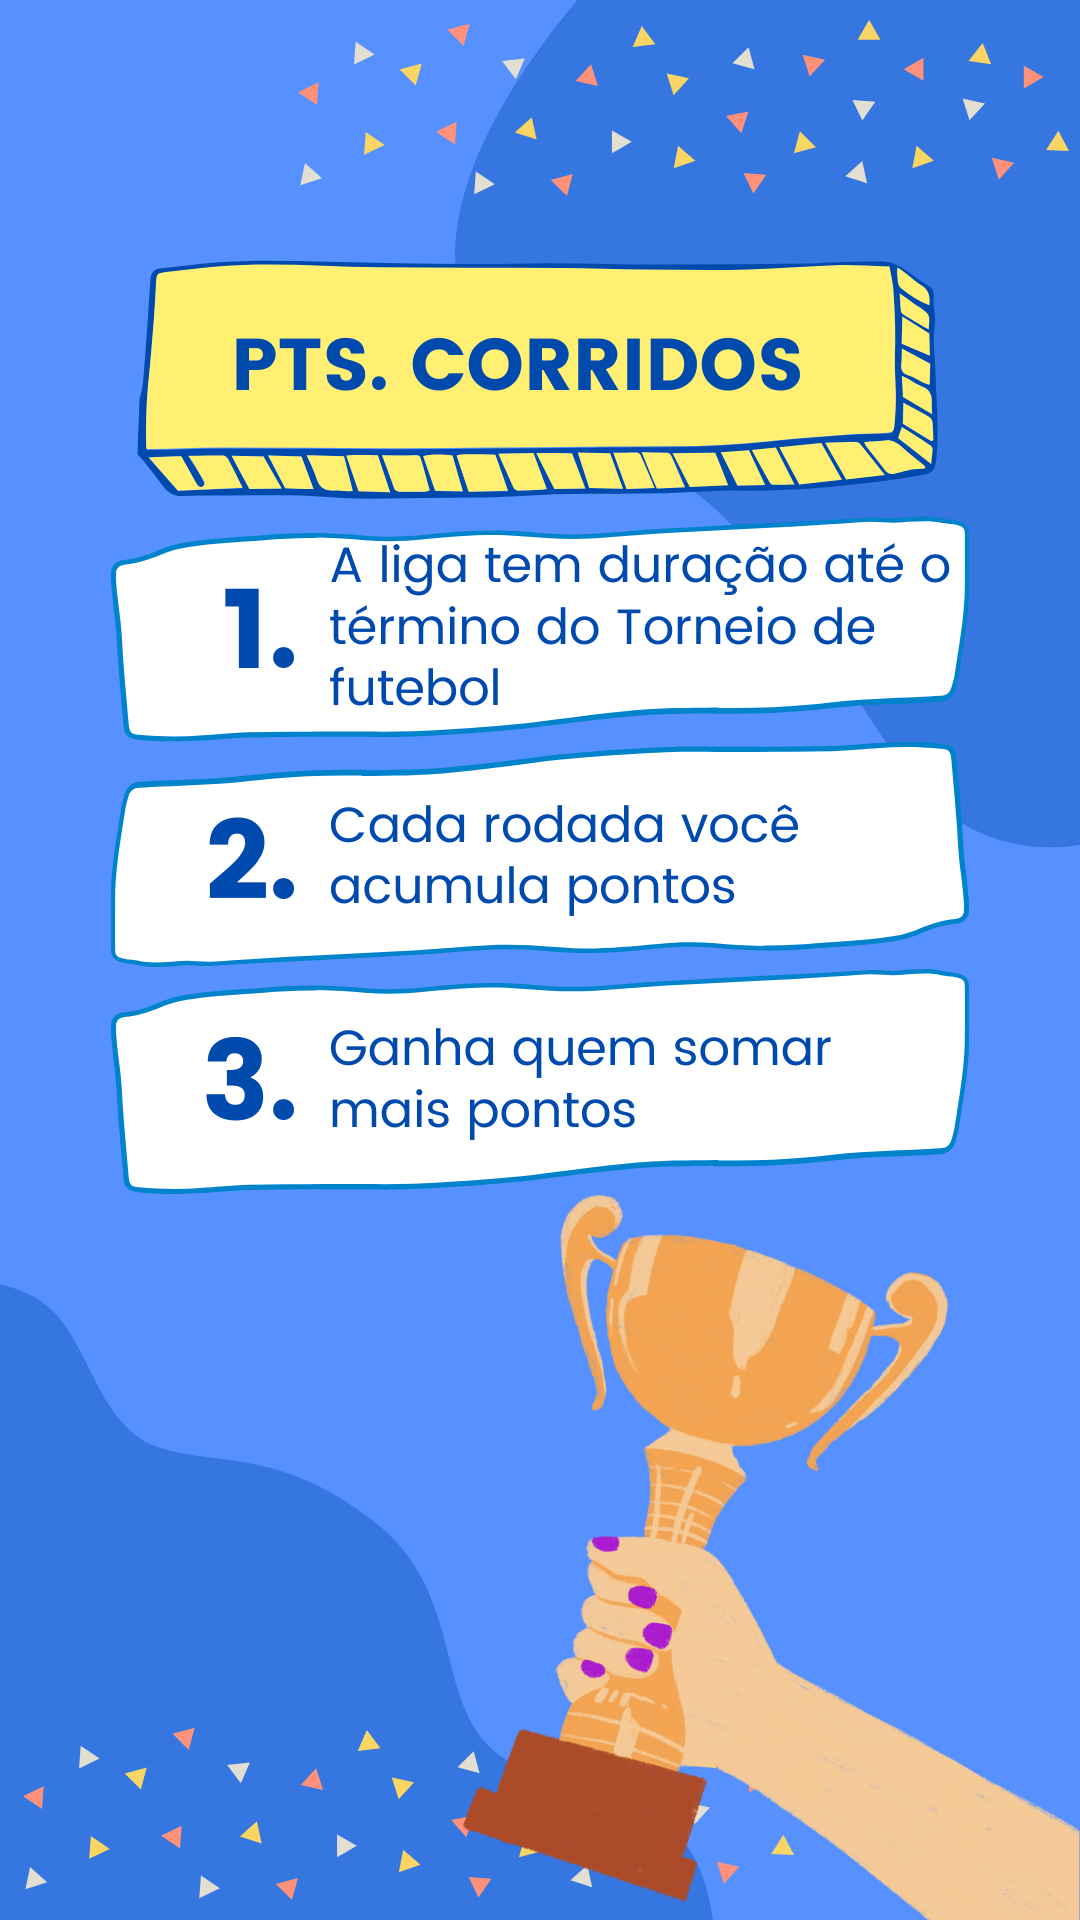 PTS. CORRIDOS
1.
A liga tem duração até o
término do Torneio de
futebol
2.
Cada rodada você
acumula pontos
3.
Ganha quem somar
mais pontos